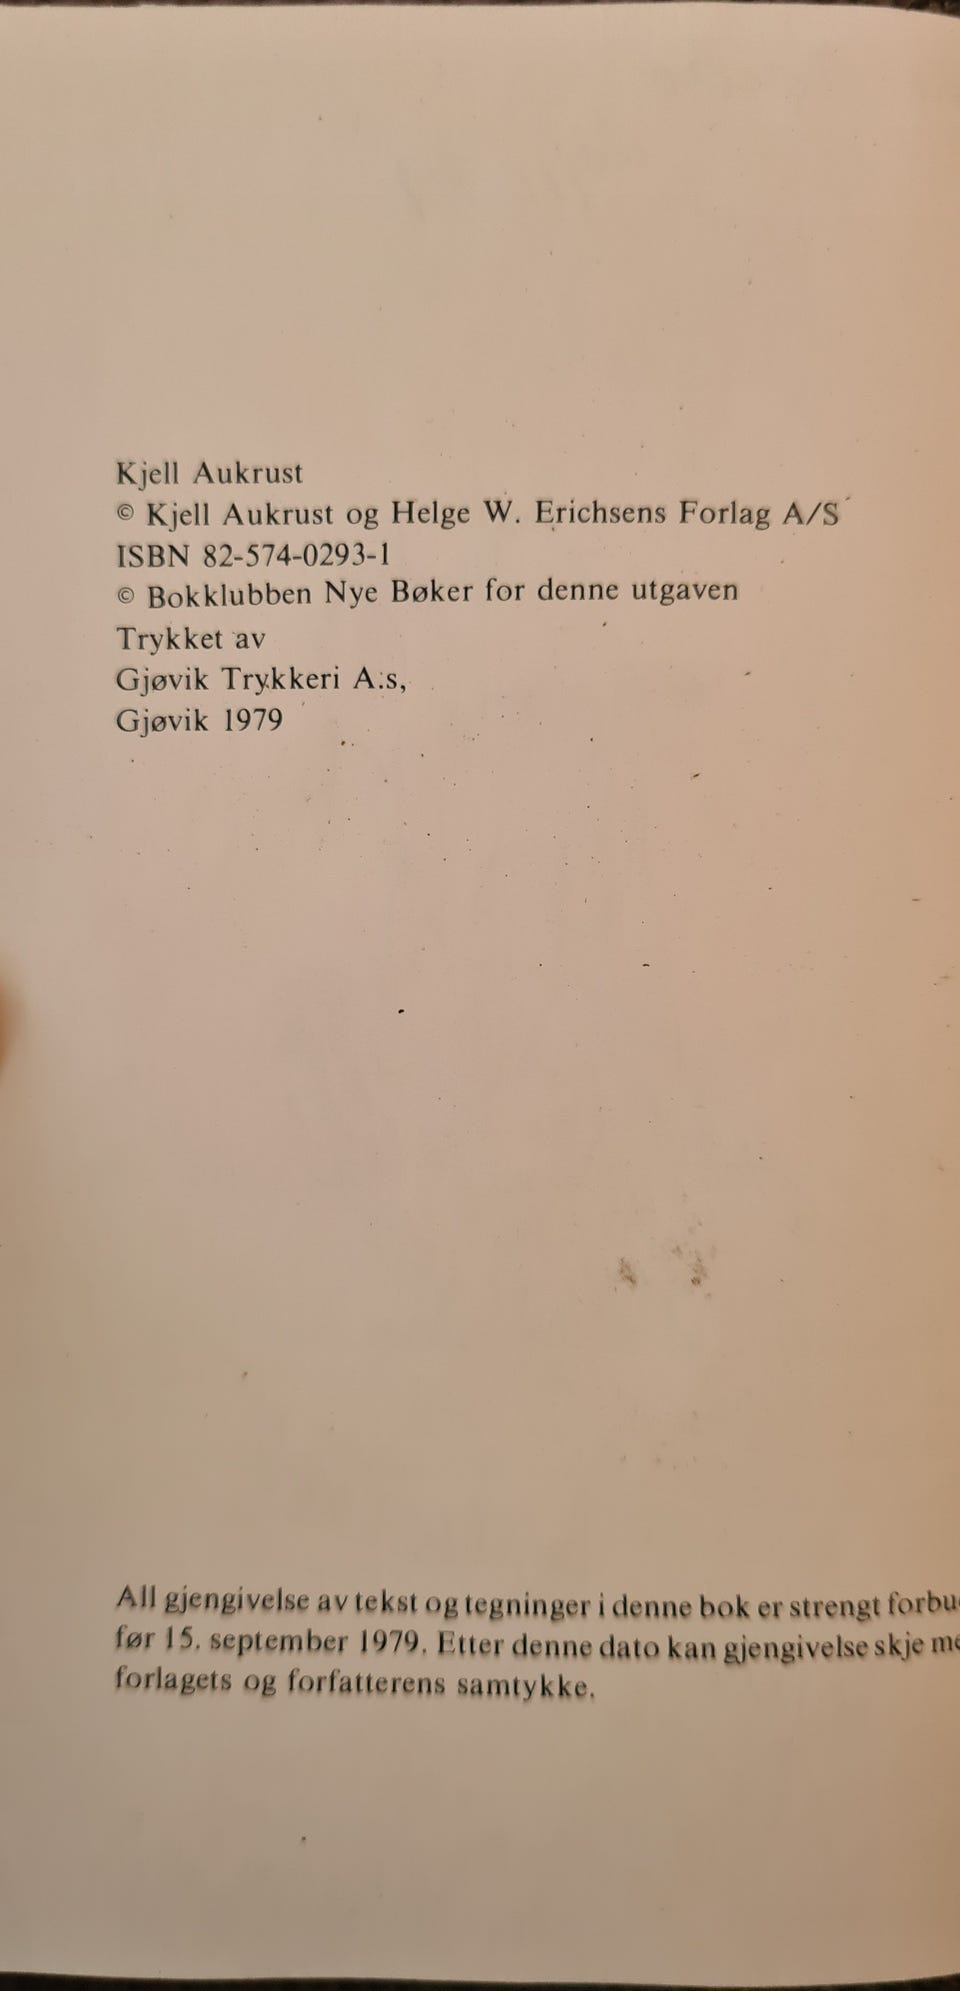 Kjell Aukrust
© Kjell Aukrust og Helge W. Erichsens Forlag A/S
ISBN 82-574-0293-1
© Bokklubben Nye Bøker for denne utgaven
Trykket av
Gjøvik Trykkeri A.s,
Gjøvik 1979
All gjengivelse av tekst og tegninger i denne bok er strengt
før 15. september 1979. Etter denne dato kan gjengivelse skje
forlagets og forfatterens samtykke.